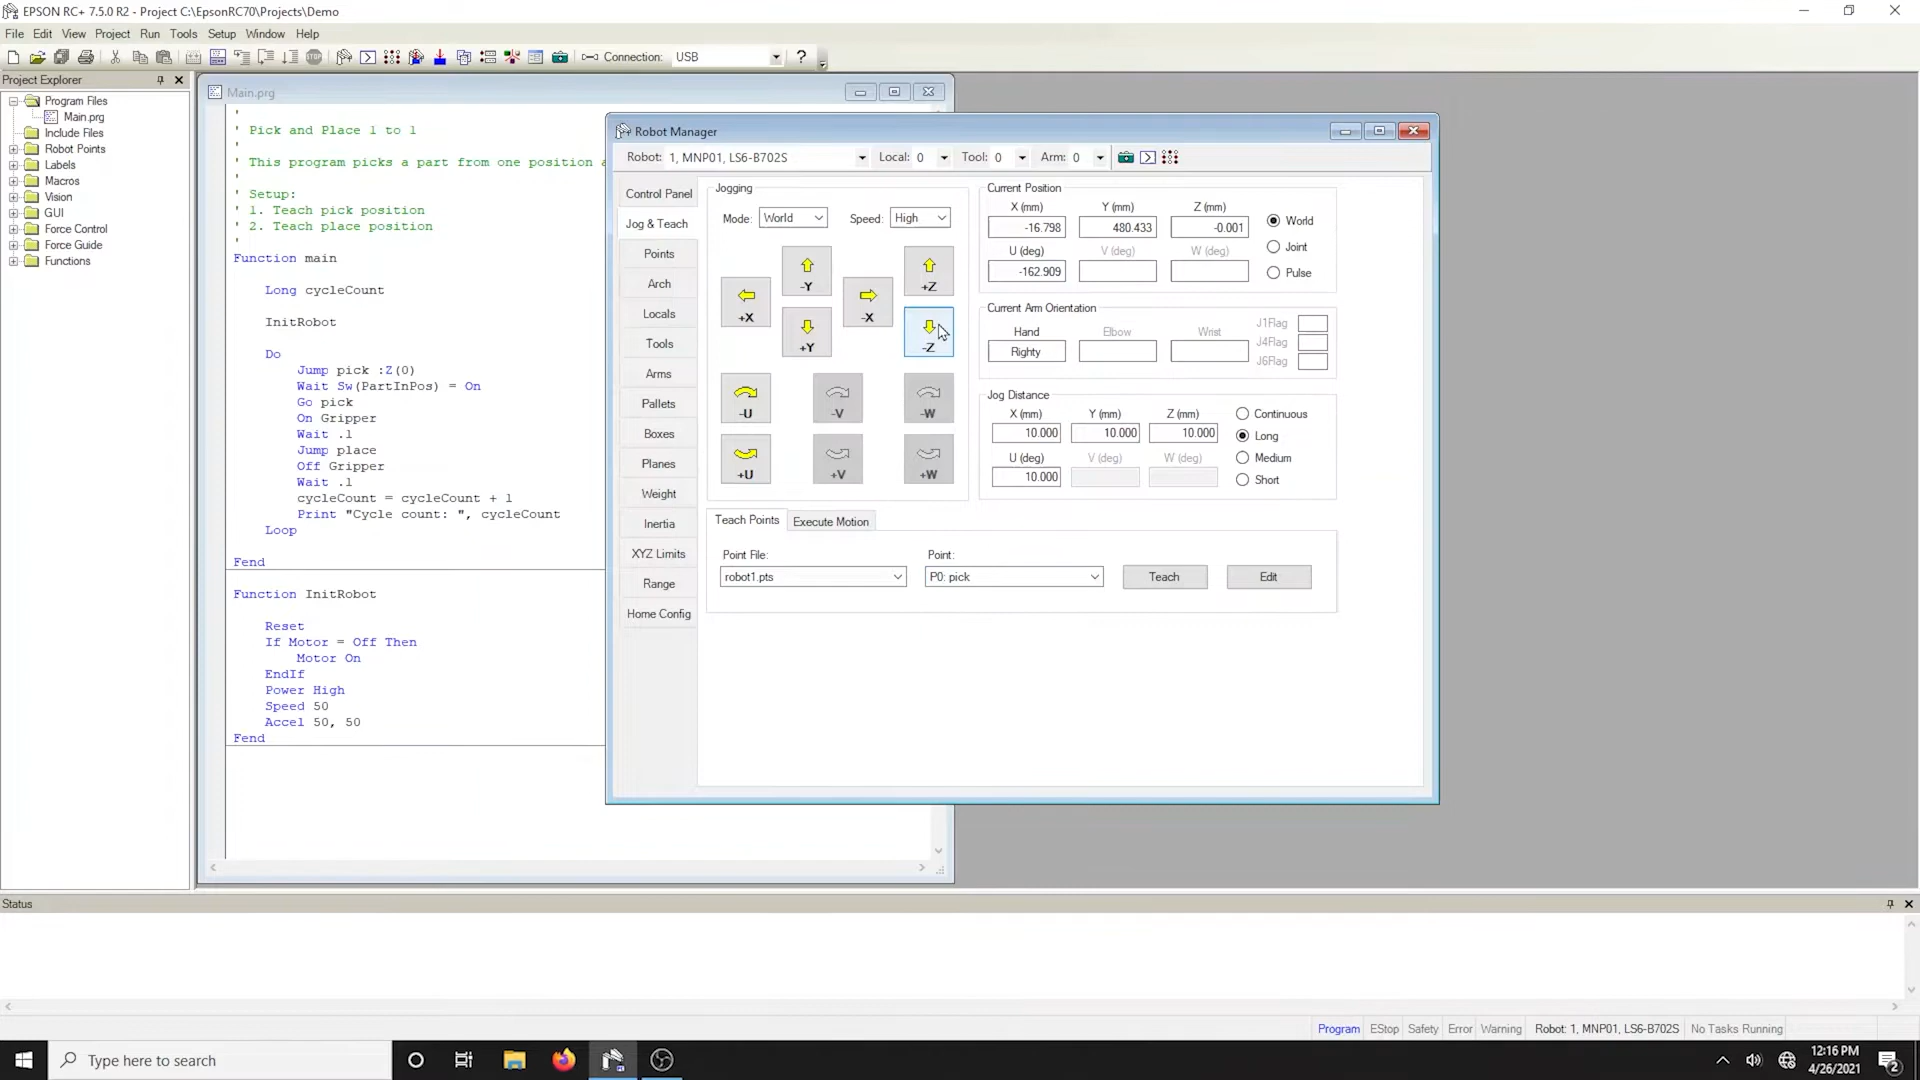 EPSON RC+ 7.5.0 R2 - Project C:\EpsonRC70\Projects\Demo
File Edit View Project Run Tools Setup Window Help
Connection: USB ?
Project Explorer
Program Files
Main.prg
Include Files
Robot Points
Labels
Macros
Vision
GUI
Force Control
Force Guide
Functions
Main.prg
'
' Pick and Place 1 to 1
'
' This program picks a part from one position
'
' Setup:
' 1. Teach pick position
' 2. Teach place position
'
Function main
Long cycleCount
InitRobot
Do
Jump pick :Z(0)
Wait Sw(PartInPos) = On
Go pick
On Gripper
Wait .1
Jump place
Off Gripper
Wait .1
cycleCount = cycleCount + 1
Print "Cycle count: ", cycleCount
Loop
Fend
Function InitRobot
Reset
If Motor = Off Then
Motor On
EndIf
Power High
Speed 50
Accel 50, 50
Fend
Robot Manager
Robot: 1, MNP01, LS6-B702S Local: 0 Tool: 0 Arm: 0
Control Panel
Jog & Teach
Points
Arch
Locals
Tools
Arms
Pallets
Boxes
Planes
Weight
Inertia
XYZ Limits
Range
Home Config
Jogging
Mode: World Speed: High
-Y +Z
+X -X
+Y -Z
-U -V -W
+U +V +W
Current Position
X (mm) Y (mm) Z (mm)
-16.798 480.433 -0.001
U (deg) V (deg) W (deg)
-162.909
World
Joint
Pulse
Current Arm Orientation
Hand Elbow Wrist
Righty
J1Flag
J4Flag
J6Flag
Jog Distance
X (mm) Y (mm) Z (mm)
10.000 10.000 10.000
U (deg) V (deg) W (deg)
10.000
Continuous
Long
Medium
Short
Teach Points Execute Motion
Point File: Point:
robot1.pts P0: pick Teach Edit
Status
Program EStop Safety Error Warning Robot: 1, MNP01, LS6-B702S No Tasks Running
Type here to search
12:16 PM
4/26/2021
2